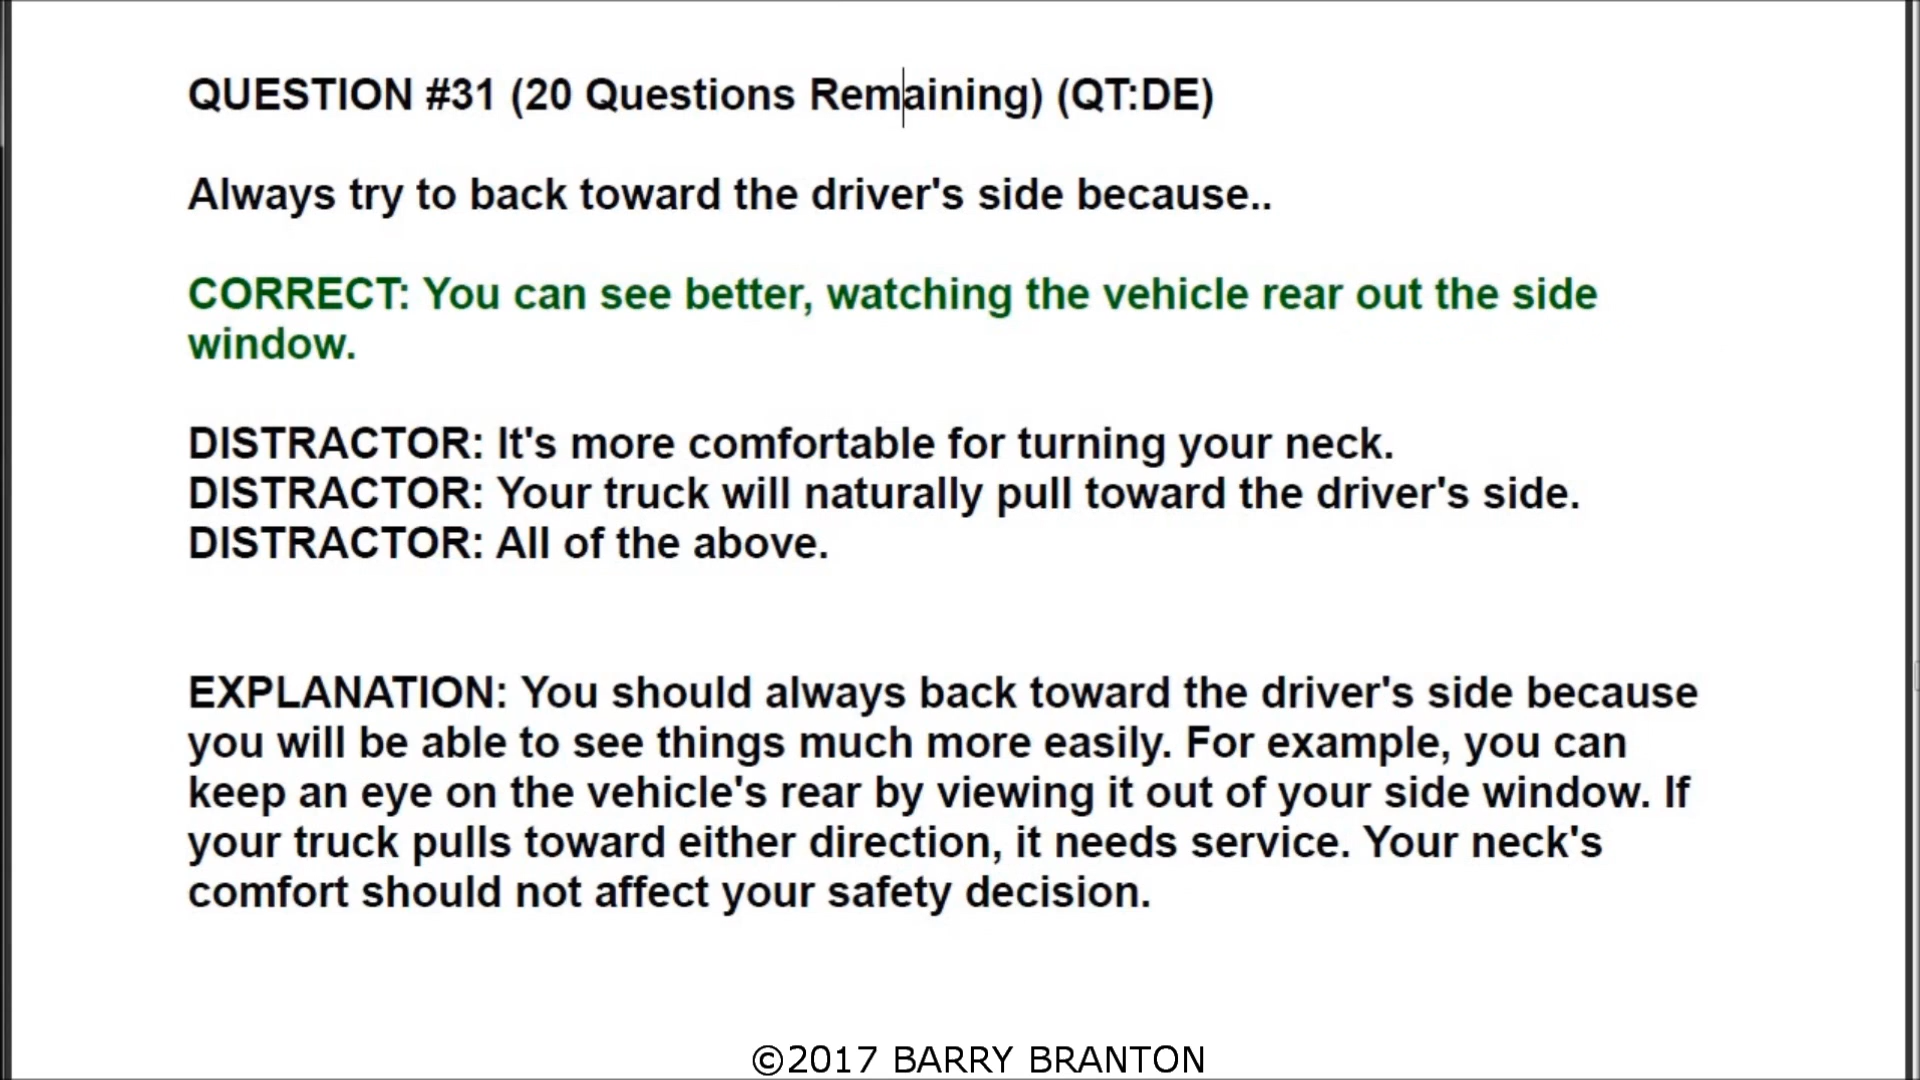 QUESTION #31 (20 Questions Remaining) (QT:DE)
Always try to back toward the driver's side because..
CORRECT: You can see better, watching the vehicle rear out the side
window.
DISTRACTOR: It's more comfortable for turning your neck.
DISTRACTOR: Your truck will naturally pull toward the driver's side.
DISTRACTOR: All of the above.
EXPLANATION: You should always back toward the driver's side because
you will be able to see things much more easily. For example, you can
keep an eye on the vehicle's rear by viewing it out of your side window. If
your truck pulls toward either direction, it needs service. Your neck's
comfort should not affect your safety decision.
©2017 BARRY BRANTON